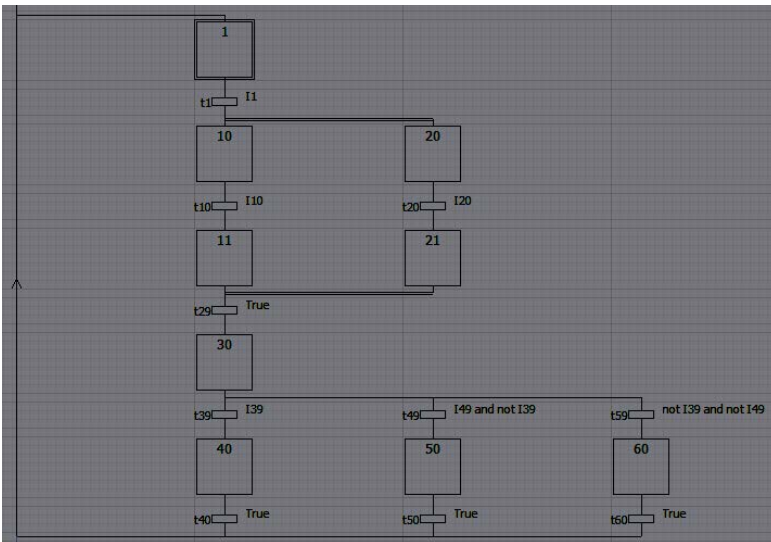 1
t1 I1
10 20
t10 I10 t20 I20
11 21
t29 True
30
t39 I39 t49 I49 and not I39 t59 not I39 and not I49
40 50 60
t40 True t50 True t60 True